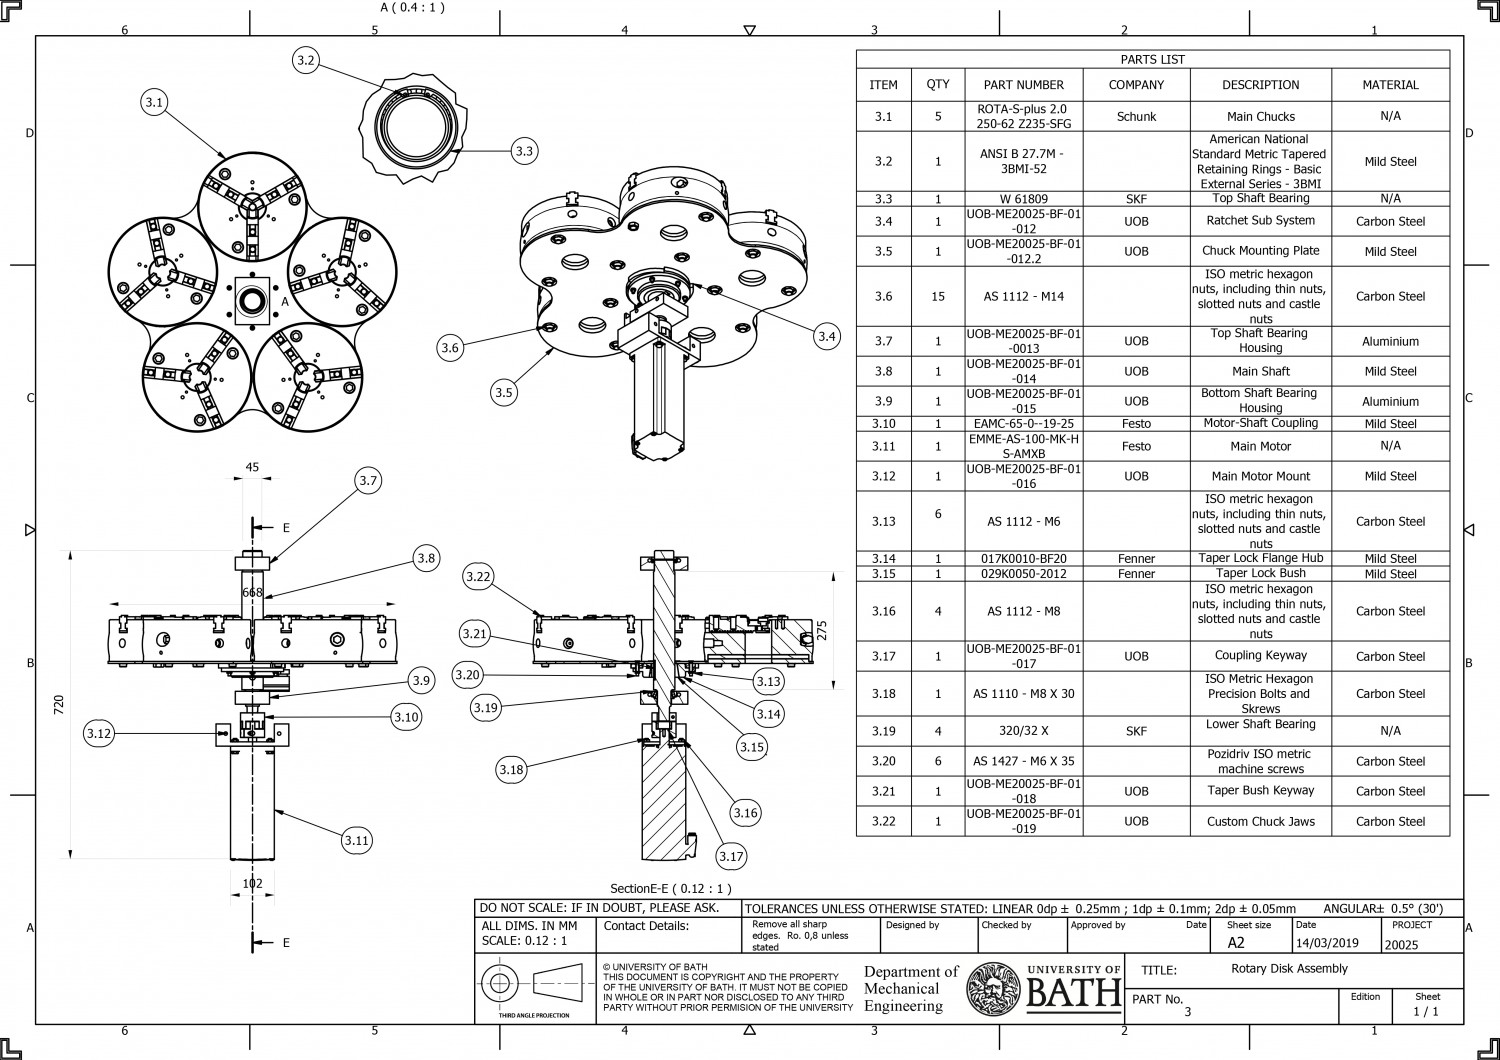 A ( 0.4 : 1 )
6
5
4
3
2
1
D
C
B
A
D
C
B
A
3.1
3.2
3.3
A
3.4
3.5
3.6
45
E
3.7
3.8
668
720
3.9
3.10
3.11
3.12
102
E
3.22
3.21
3.20
3.19
3.18
275
3.13
3.14
3.15
3.16
3.17
SectionE-E ( 0.12 : 1 )
PARTS LIST
ITEM QTY PART NUMBER COMPANY DESCRIPTION MATERIAL
3.1 5 ROTA-S-plus 2.0 Schunk Main Chucks N/A
250-62 Z235-SFG
American National
3.2 1 ANSI B 27.7M - Standard Metric Tapered Mild Steel
3BMI-52 Retaining Rings - Basic
External Series - 3BMI
3.3 1 W 61809 SKF Top Shaft Bearing N/A
3.4 1 UOB-ME20025-BF-01 UOB Ratchet Sub System Carbon Steel
-012
3.5 1 UOB-ME20025-BF-01 UOB Chuck Mounting Plate Mild Steel
-012.2
ISO metric hexagon
3.6 15 AS 1112 - M14 nuts, including thin nuts, Carbon Steel
slotted nuts and castle
nuts
3.7 1 UOB-ME20025-BF-01 UOB Top Shaft Bearing Aluminium
-0013 Housing
3.8 1 UOB-ME20025-BF-01 UOB Main Shaft Mild Steel
-014
3.9 1 UOB-ME20025-BF-01 UOB Bottom Shaft Bearing Aluminium
-015 Housing
3.10 1 EAMC-65-0--19-25 Festo Motor-Shaft Coupling Mild Steel
3.11 1 EMME-AS-100-MK-H Festo Main Motor N/A
S-AMXB
3.12 1 UOB-ME20025-BF-01 UOB Main Motor Mount Mild Steel
-016
ISO metric hexagon
3.13 6 AS 1112 - M6 nuts, including thin nuts, Carbon Steel
slotted nuts and castle
nuts
3.14 1 017K0010-BF20 Fenner Taper Lock Flange Hub Mild Steel
3.15 1 029K0050-2012 Fenner Taper Lock Bush Mild Steel
ISO metric hexagon
3.16 4 AS 1112 - M8 nuts, including thin nuts, Carbon Steel
slotted nuts and castle
nuts
3.17 1 UOB-ME20025-BF-01 UOB Coupling Keyway Carbon Steel
-017
ISO Metric Hexagon
3.18 1 AS 1110 - M8 X 30 Precision Bolts and Carbon Steel
Skrews
3.19 4 320/32 X SKF Lower Shaft Bearing N/A
3.20 6 AS 1427 - M6 X 35 Pozidriv ISO metric Carbon Steel
machine screws
3.21 1 UOB-ME20025-BF-01 UOB Taper Bush Keyway Carbon Steel
-018
3.22 1 UOB-ME20025-BF-01 UOB Custom Chuck Jaws Carbon Steel
-019
DO NOT SCALE: IF IN DOUBT, PLEASE ASK.
TOLERANCES UNLESS OTHERWISE STATED: LINEAR 0dp ± 0.25mm ; 1dp ± 0.1mm; 2dp ± 0.05mm ANGULAR± 0.5° (30')
ALL DIMS. IN MM
SCALE: 0.12 : 1
Contact Details:
Remove all sharp
edges. Ro. 0,8 unless
stated
Designed by
Checked by
Approved by
Date
Sheet size
A2
Date
14/03/2019
PROJECT
20025
THIRD ANGLE PROJECTION
© UNIVERSITY OF BATH
THIS DOCUMENT IS COPYRIGHT AND THE PROPERTY
OF THE UNIVERSITY OF BATH. IT MUST NOT BE COPIED
IN WHOLE OR IN PART NOR DISCLOSED TO ANY THIRD
PARTY WITHOUT PRIOR PERMISION OF THE UNIVERSITY
Department of
Mechanical
Engineering
UNIVERSITY OF
BATH
TITLE:
Rotary Disk Assembly
PART No.
3
Edition
Sheet
1 / 1
6
5
4
3
2
1